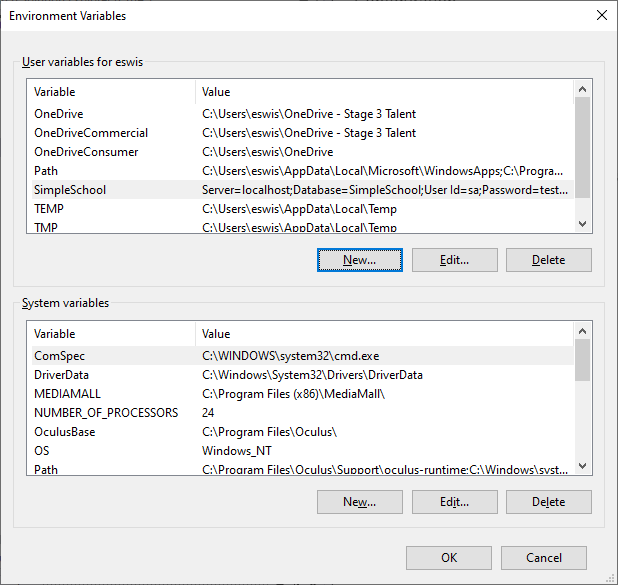 Environment Variables
User variables for eswis
Variable Value
OneDrive C:\Users\eswis\OneDrive - Stage 3 Talent
OneDriveCommercial C:\Users\eswis\OneDrive - Stage 3 Talent
OneDriveConsumer C:\Users\eswis\OneDrive
Path C:\Users\eswis\AppData\Local\Microsoft\WindowsApps;C:\Progra...
SimpleSchool Server=localhost;Database=SimpleSchool;User Id=sa;Password=test...
TEMP C:\Users\eswis\AppData\Local\Temp
TMP C:\Users\eswis\AppData\Local\Temp
New... Edit... Delete
System variables
Variable Value
ComSpec C:\WINDOWS\system32\cmd.exe
DriverData C:\Windows\System32\Drivers\DriverData
MEDIAMALL C:\Program Files (x86)\MediaMall\
NUMBER_OF_PROCESSORS 24
OculusBase C:\Program Files\Oculus\
OS Windows_NT
Path C:\Program Files\Oculus\Support\oculus-runtime;C:\Windows\syst...
New... Edit... Delete
OK Cancel